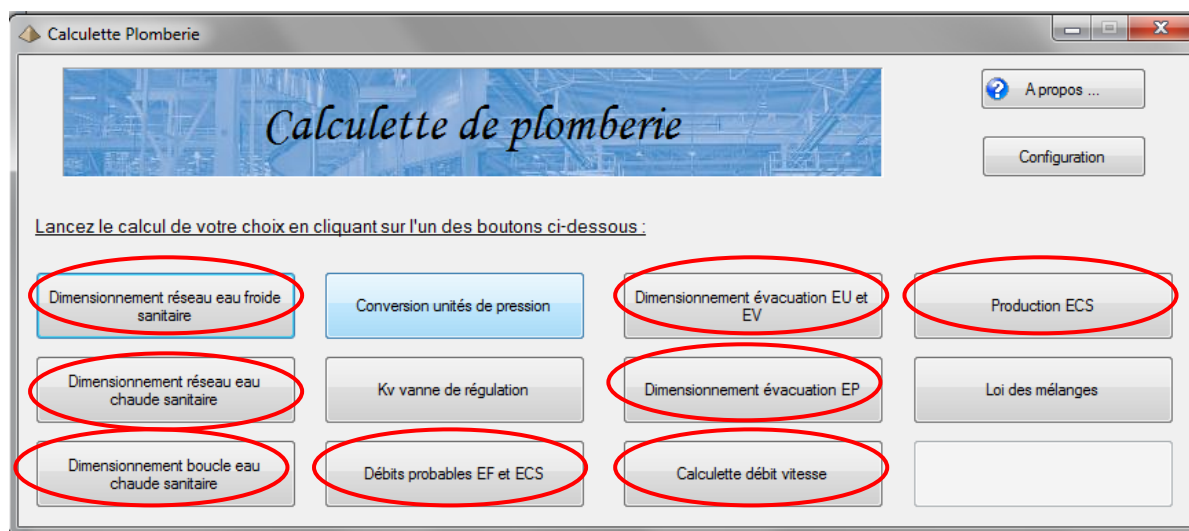 Calculette Plomberie
Calculette de plomberie
A propos ...
Configuration
Lancez le calcul de votre choix en cliquant sur l'un des boutons ci-dessous :
Dimensionnement réseau eau froide
sanitaire
Conversion unités de pression
Dimensionnement évacuation EU et
EV
Production ECS
Dimensionnement réseau eau
chaude sanitaire
Kv vanne de régulation
Dimensionnement évacuation EP
Loi des mélanges
Dimensionnement boucle eau
chaude sanitaire
Débits probables EF et ECS
Calculette débit vitesse